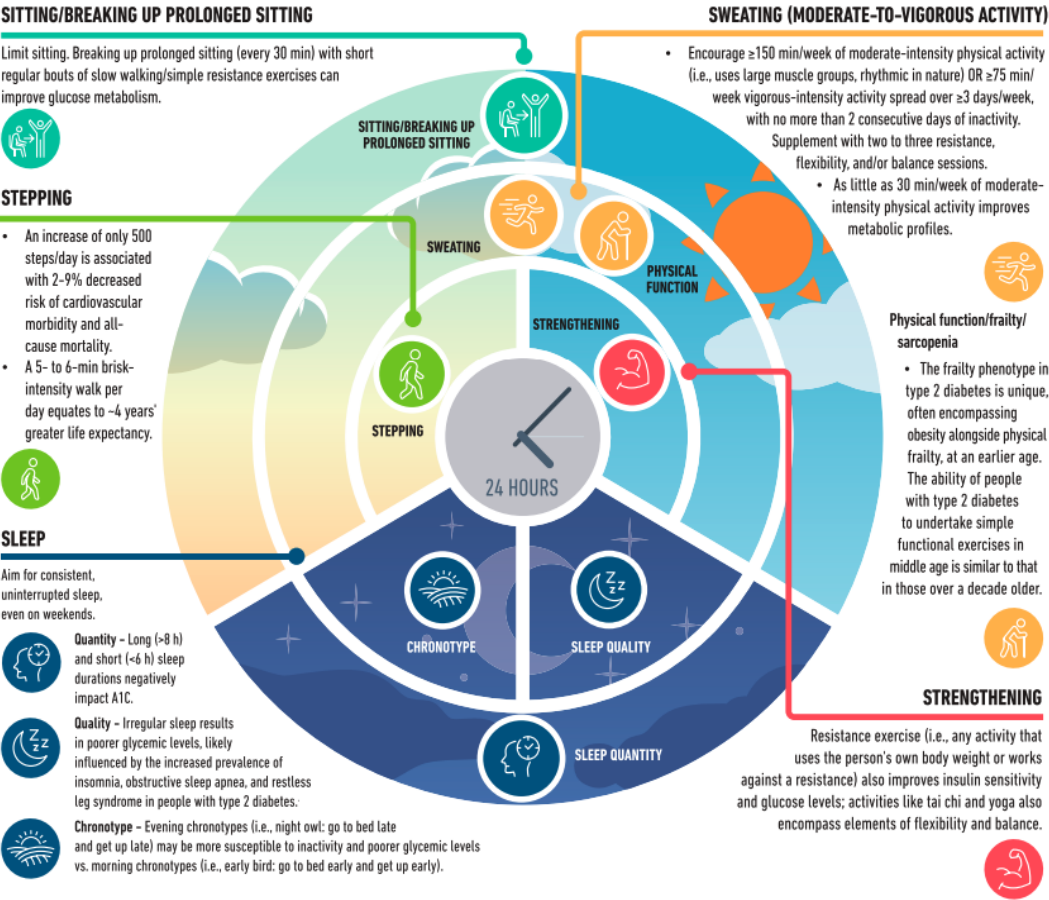 SITTING/BREAKING UP PROLONGED SITTING
Limit sitting. Breaking up prolonged sitting (every 30 min) with short
regular bouts of slow walking/simple resistance exercises can
improve glucose metabolism.
STEPPING
• An increase of only 500
steps/day is associated
with 2-9% decreased
risk of cardiovascular
morbidity and all-
cause mortality.
• A 5- to 6-min brisk-
intensity walk per
day equates to ~4 years'
greater life expectancy.
SLEEP
Aim for consistent,
uninterrupted sleep,
even on weekends.
Quantity – Long (>8 h)
and short (<6 h) sleep
durations negatively
impact A1C.
Quality – Irregular sleep results
in poorer glycemic levels, likely
influenced by the increased prevalence of
insomnia, obstructive sleep apnea, and restless
leg syndrome in people with type 2 diabetes.
Chronotype – Evening chronotypes (i.e., night owl: go to bed late
and get up late) may be more susceptible to inactivity and poorer glycemic levels
vs. morning chronotypes (i.e., early bird: go to bed early and get up early).
SITTING/BREAKING UP
PROLONGED SITTING
SWEATING
PHYSICAL
FUNCTION
STRENGTHENING
STEPPING
24 HOURS
CHRONOTYPE
SLEEP QUALITY
SLEEP QUANTITY
SWEATING (MODERATE-TO-VIGOROUS ACTIVITY)
• Encourage ≥150 min/week of moderate-intensity physical activity
(i.e., uses large muscle groups, rhythmic in nature) OR ≥75 min/
week vigorous-intensity activity spread over ≥3 days/week,
with no more than 2 consecutive days of inactivity.
Supplement with two to three resistance,
flexibility, and/or balance sessions.
• As little as 30 min/week of moderate-
intensity physical activity improves
metabolic profiles.
Physical function/frailty/
sarcopenia
• The frailty phenotype in
type 2 diabetes is unique,
often encompassing
obesity alongside physical
frailty, at an earlier age.
The ability of people
with type 2 diabetes
to undertake simple
functional exercises in
middle age is similar to that
in those over a decade older.
STRENGTHENING
Resistance exercise (i.e., any activity that
uses the person's own body weight or works
against a resistance) also improves insulin sensitivity
and glucose levels; activities like tai chi and yoga also
encompass elements of flexibility and balance.